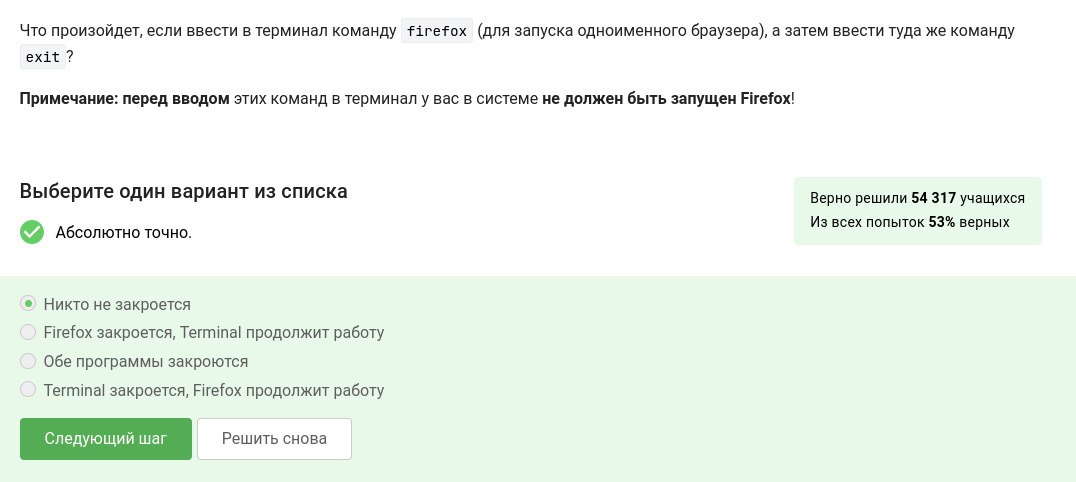 Что произойдет, если ввести в терминал команду firefox (для запуска одноименного браузера), а затем ввести туда же команду
exit ?
Примечание: перед вводом этих команд в терминал у вас в системе не должен быть запущен Firefox!
Выберите один вариант из списка
Абсолютно точно.
Верно решили 54 317 учащихся
Из всех попыток 53% верных
Никто не закроется
Firefox закроется, Terminal продолжит работу
Обе программы закроются
Terminal закроется, Firefox продолжит работу
Следующий шаг
Решить снова